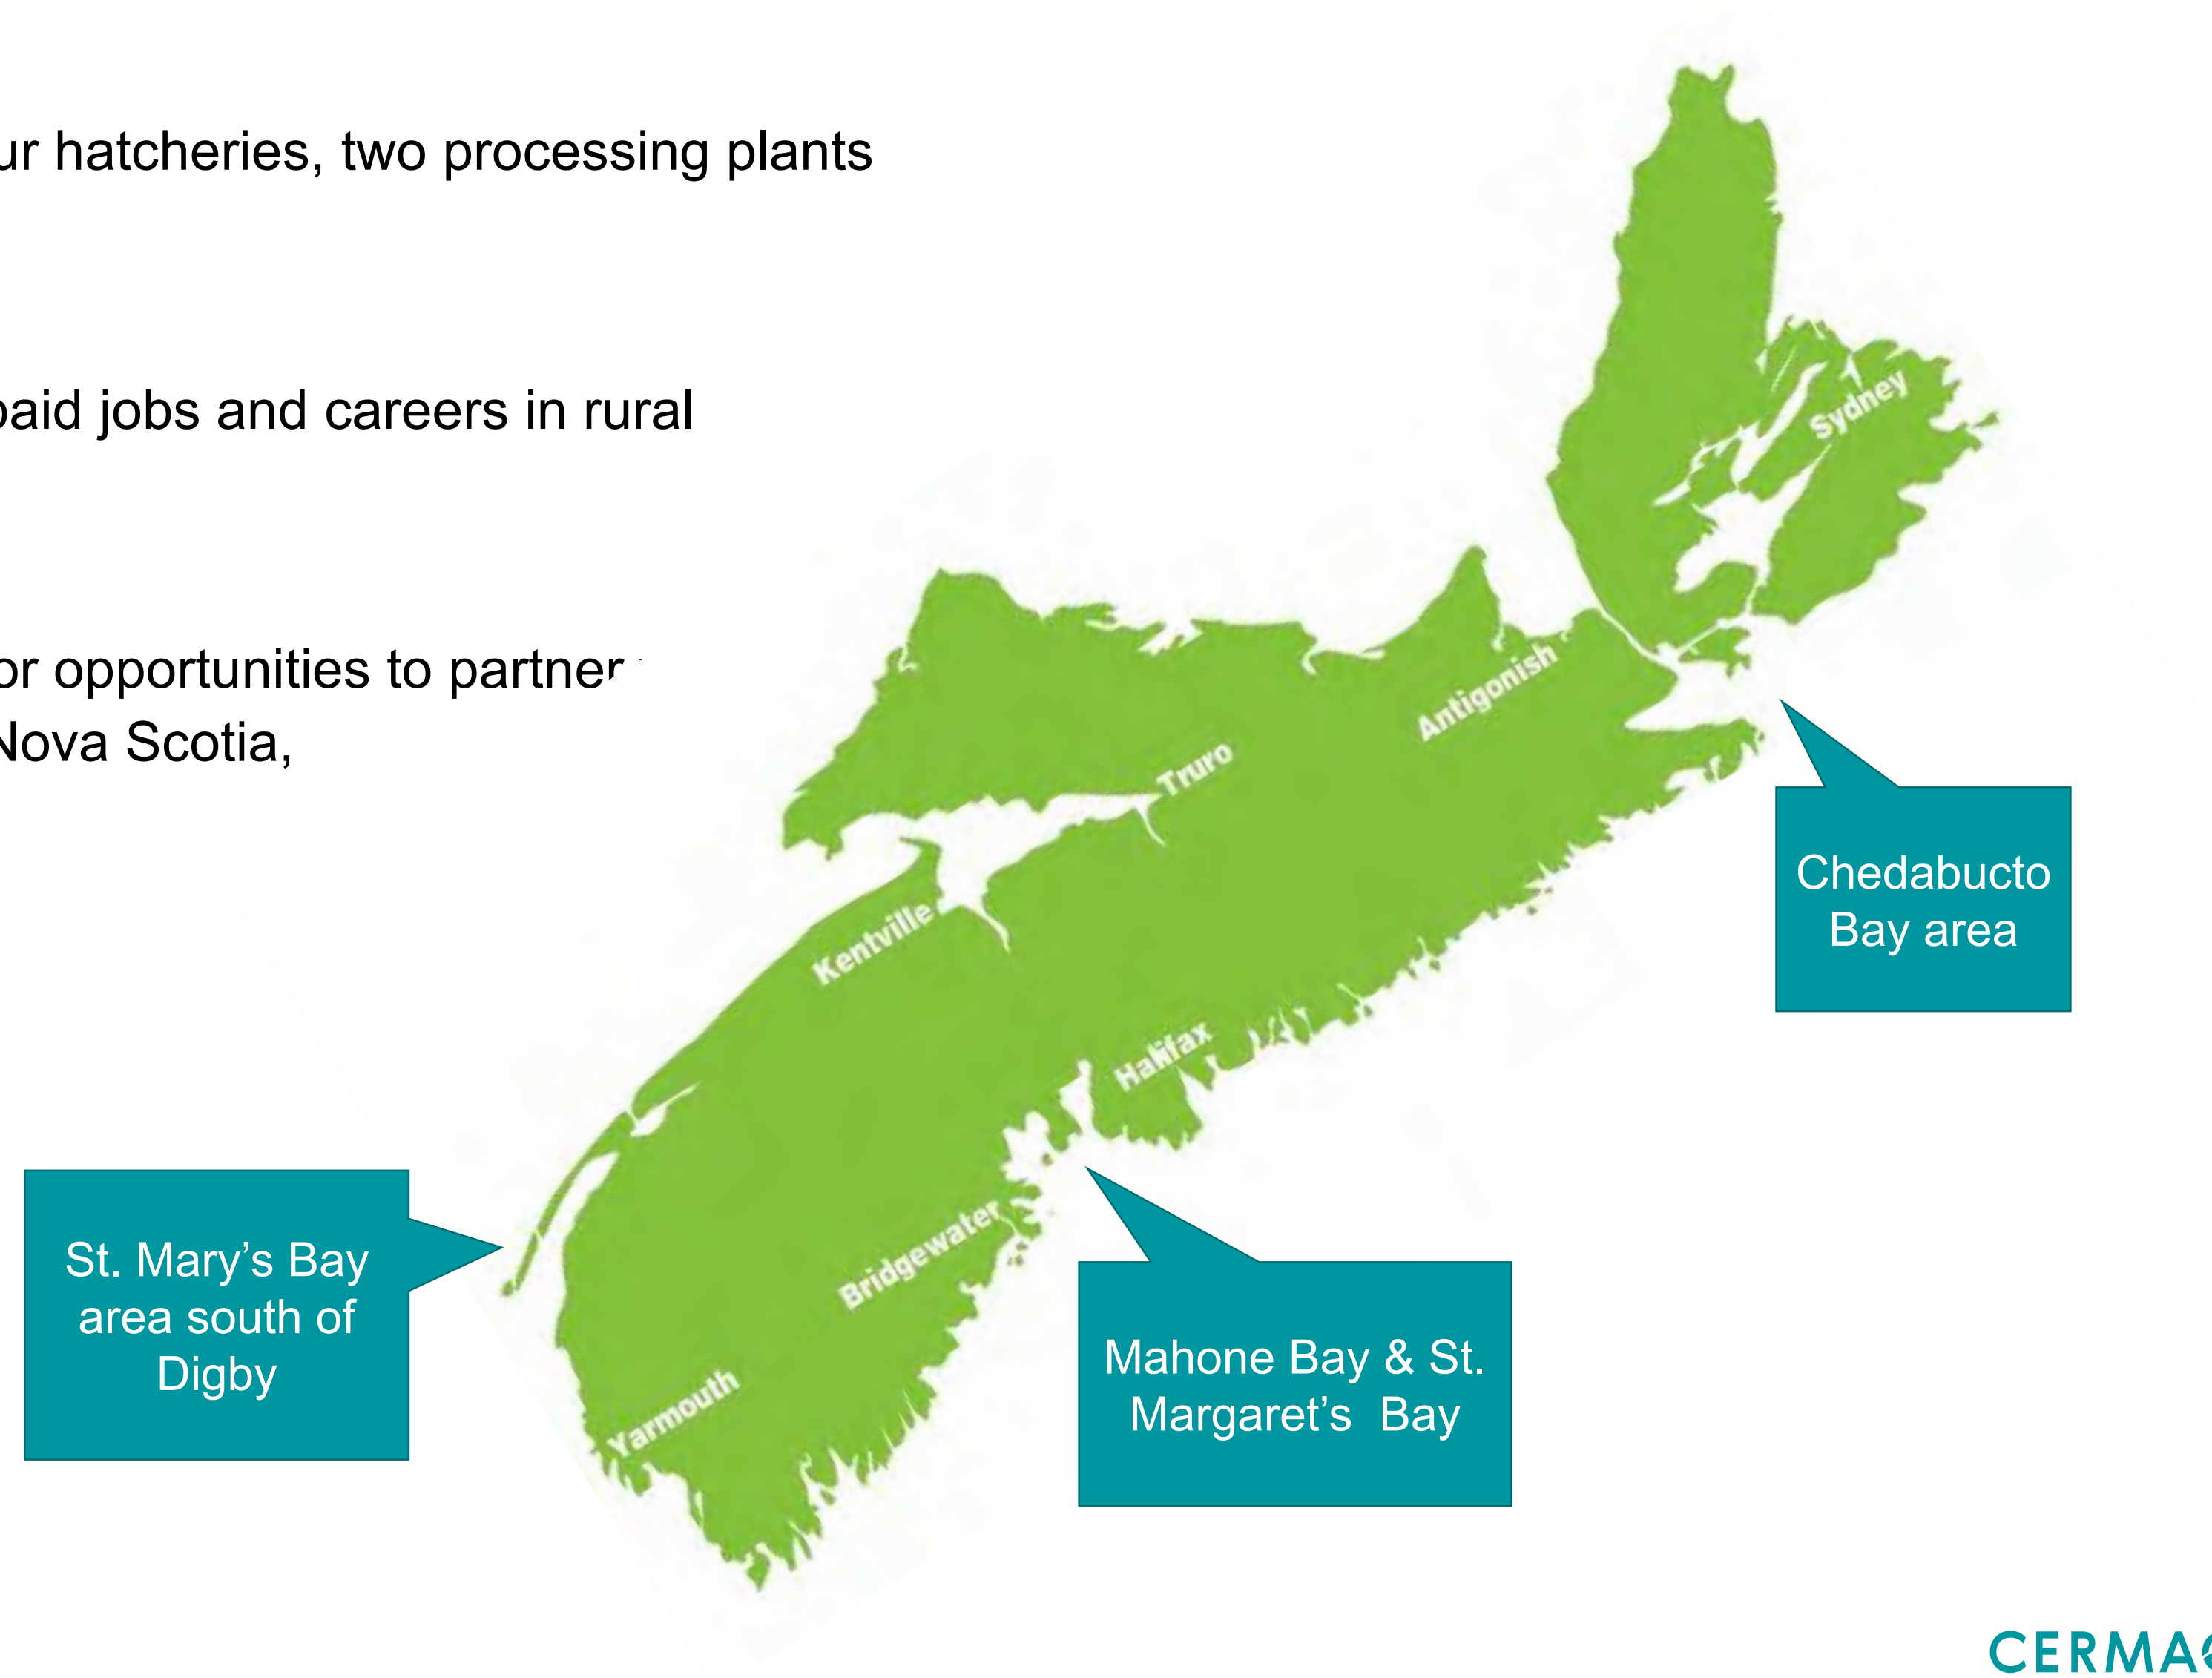 ur hatcheries, two processing plants
paid jobs and careers in rural
or opportunities to partner
Nova Scotia,
Sydney
Antigonish
Truro
Kentville
Halifax
Bridgewater
Yarmouth
Chedabucto
Bay area
St. Mary’s Bay
area south of
Digby
Mahone Bay & St.
Margaret’s Bay
CERMA